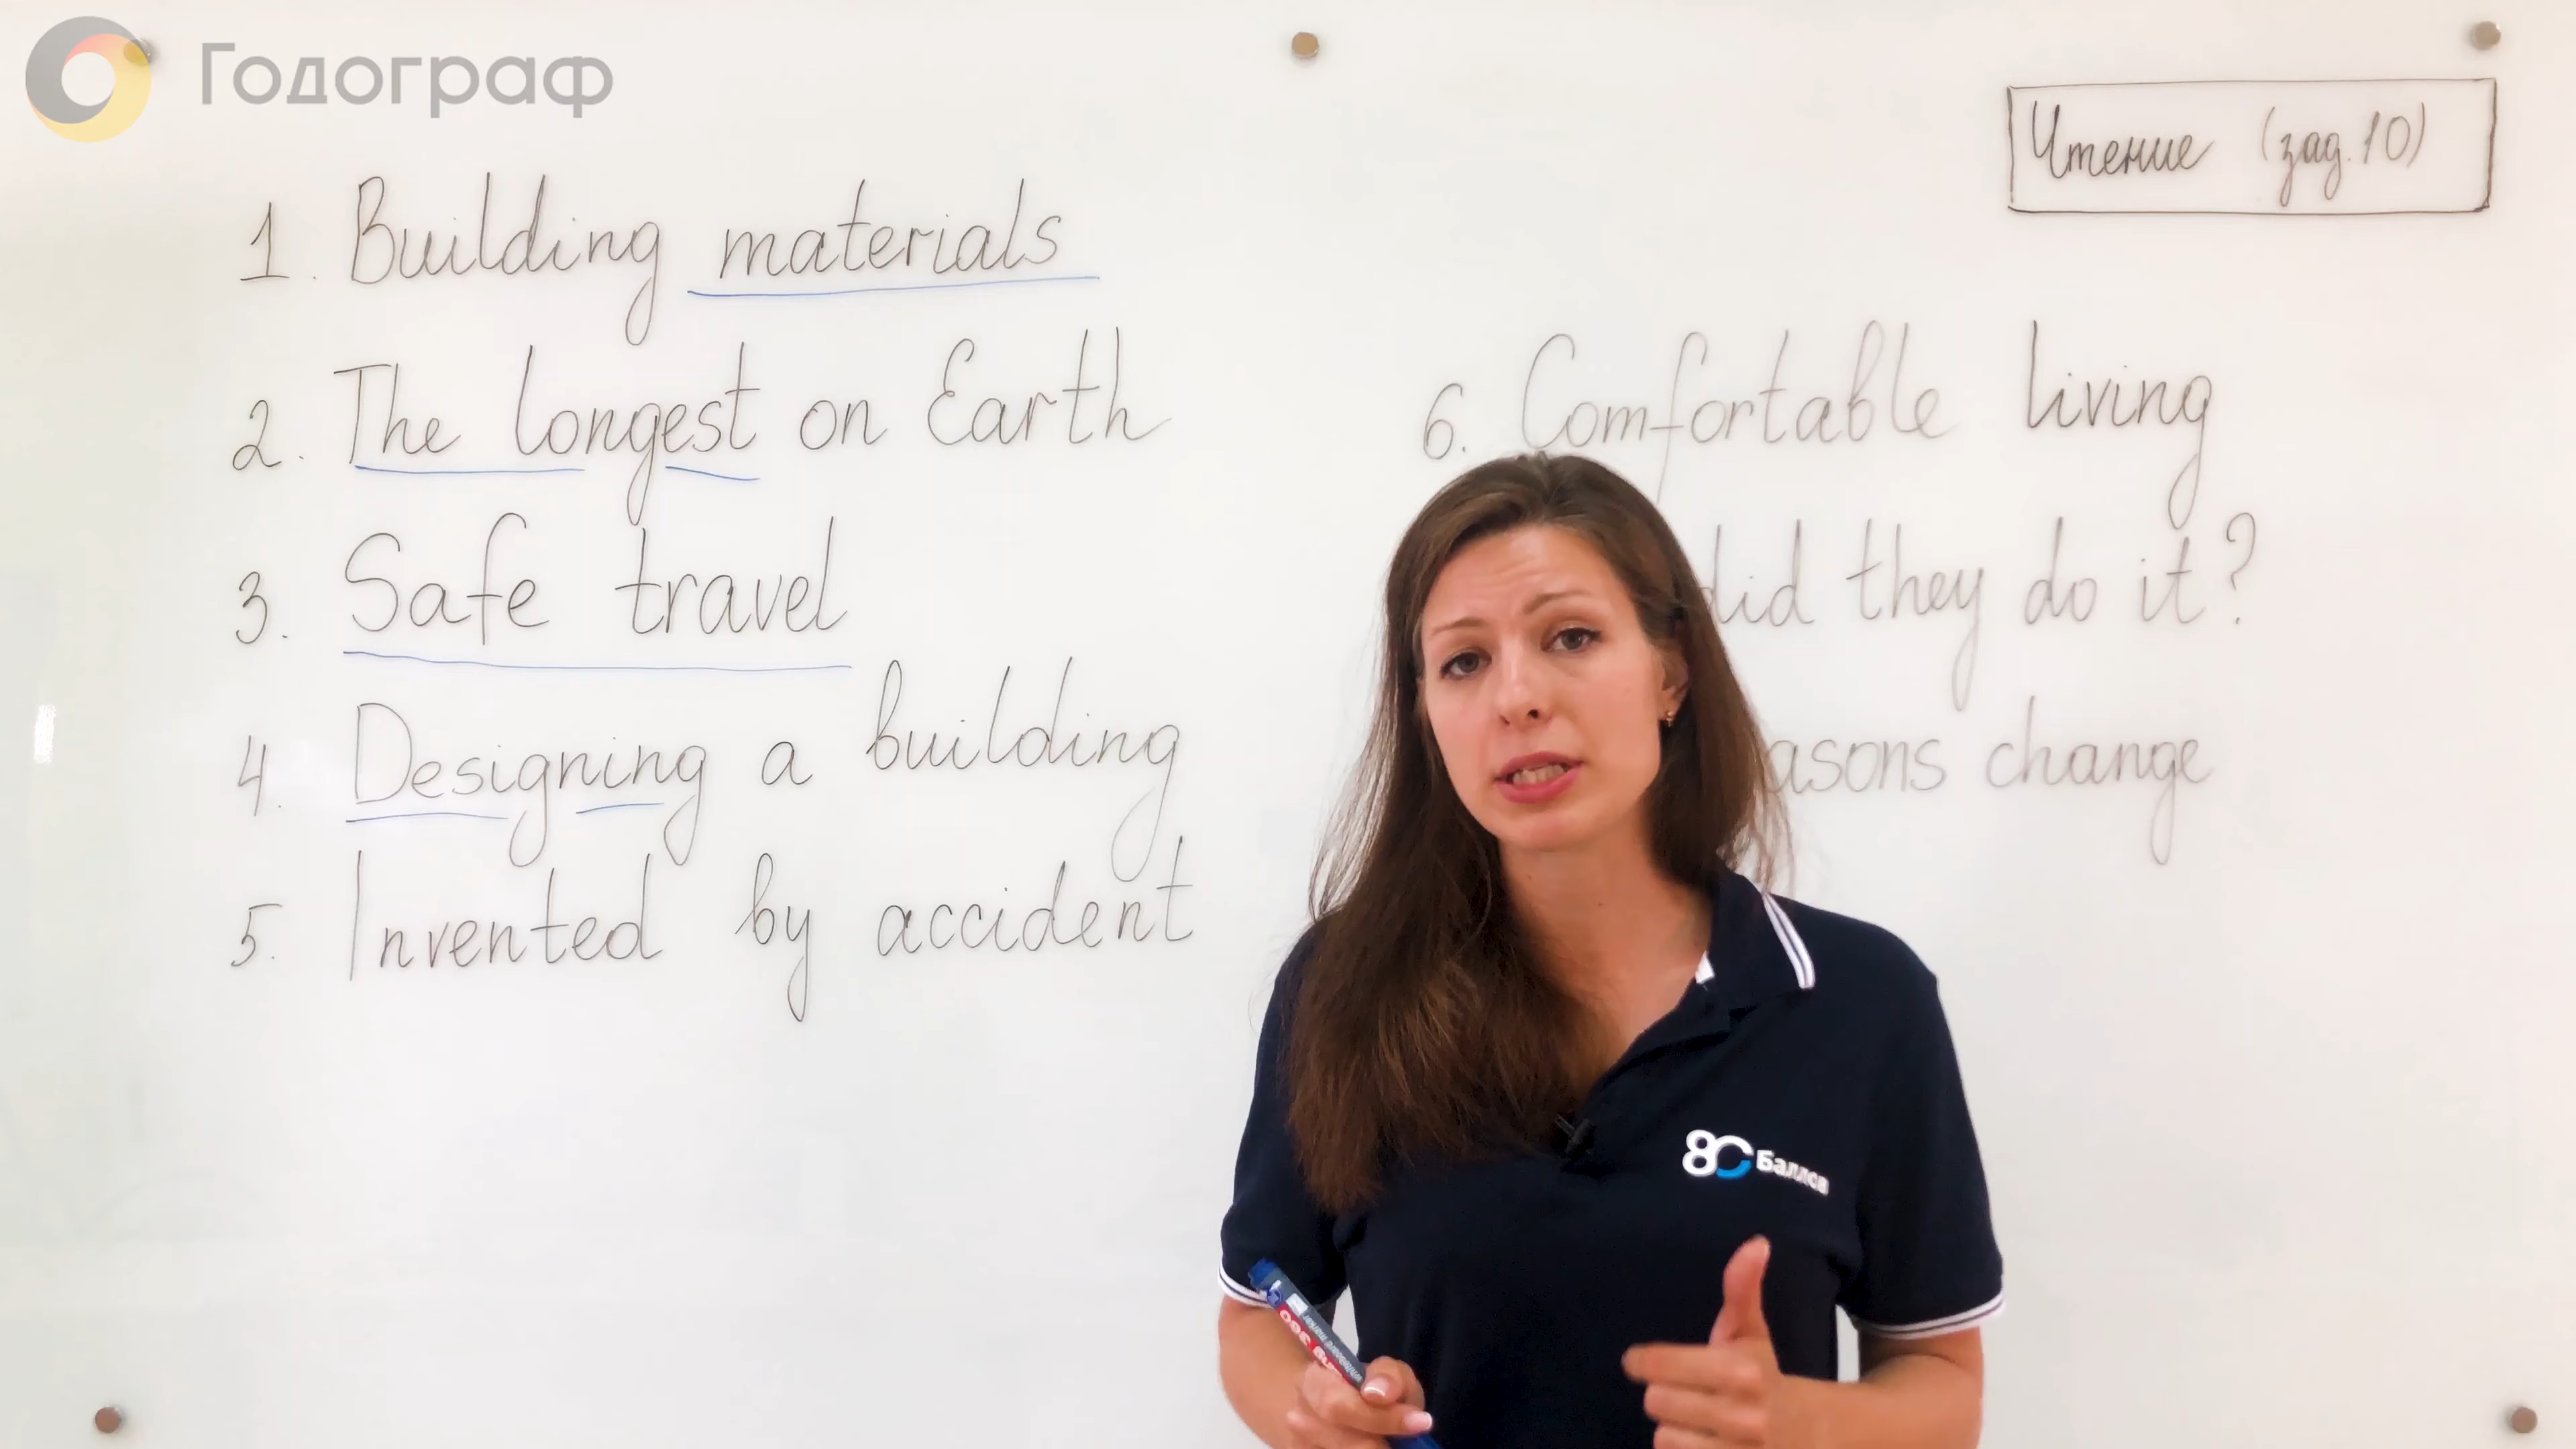 Годограф
Чтение (зад. 10)
1. Building materials
2. The longest on Earth
3. Safe travel
4. Designing a building
5. Invented by accident
6. Comfortable living
did they do it?
change
80 Баллов